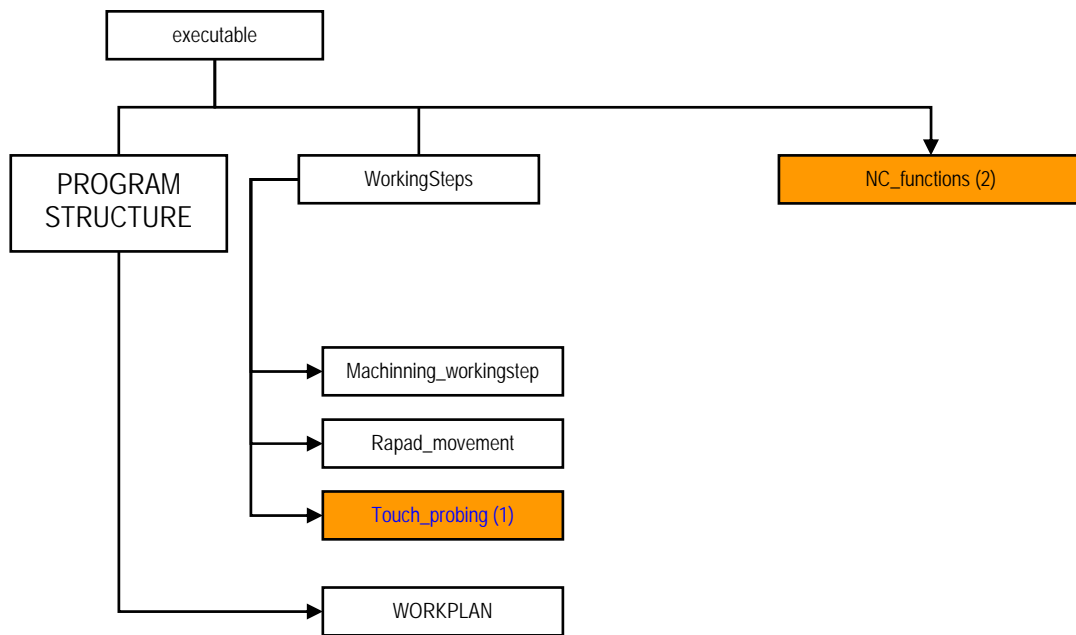 executable
PROGRAM
STRUCTURE
WorkingSteps
NC_functions (2)
Machinning_workingstep
Rapad_movement
Touch_probing (1)
WORKPLAN